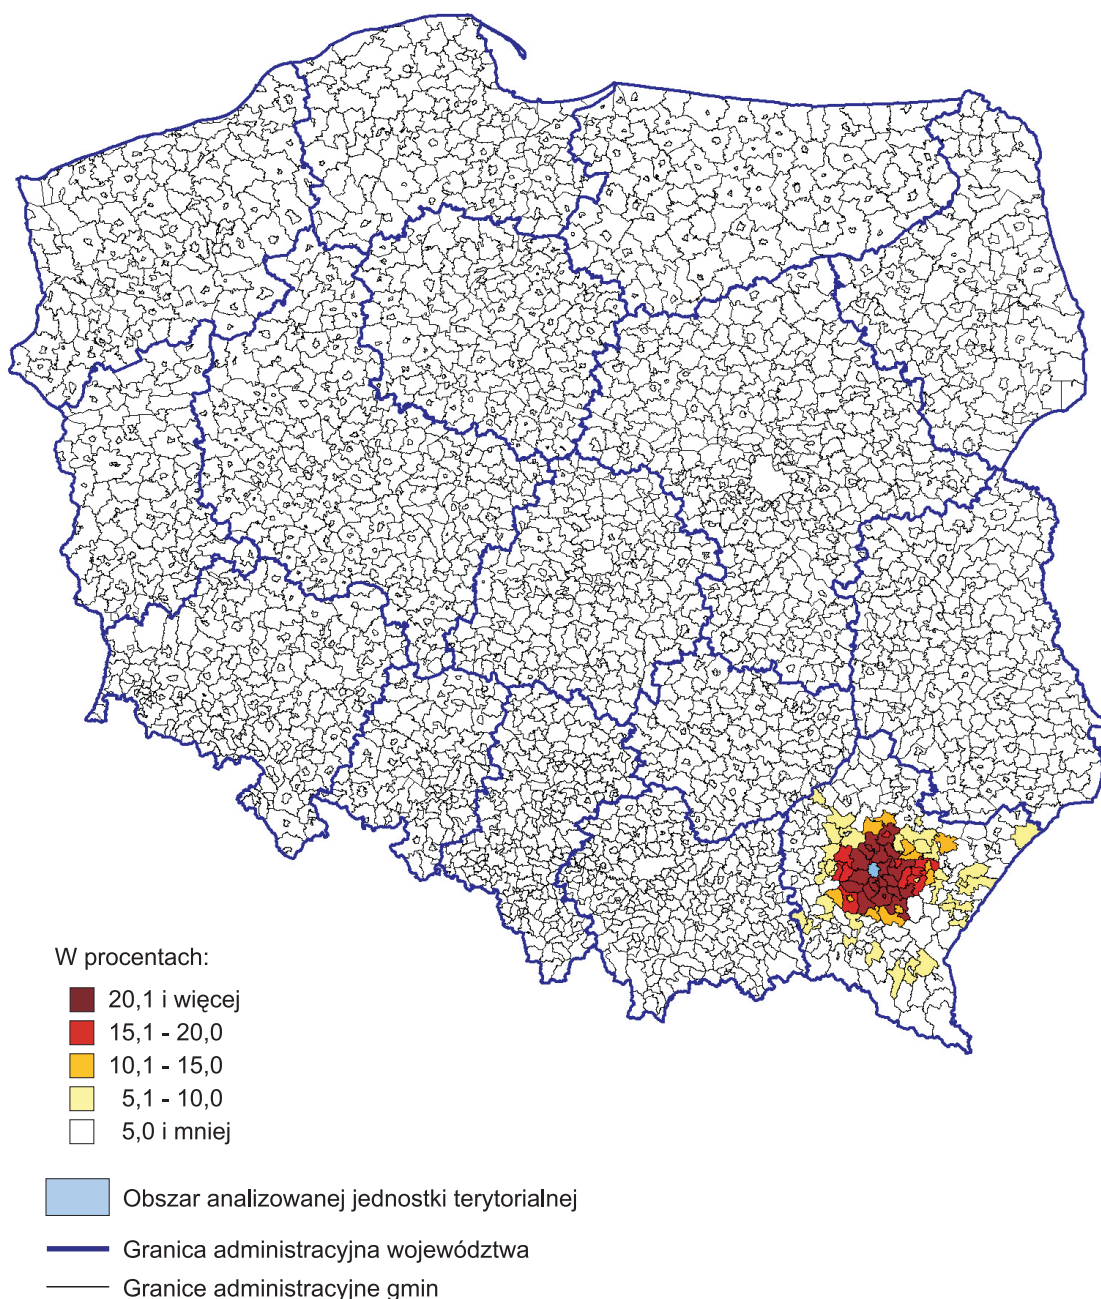 W procentach:
20,1 i więcej
15,1 - 20,0
10,1 - 15,0
5,1 - 10,0
5,0 i mniej
Obszar analizowanej jednostki terytorialnej
Granica administracyjna województwa
Granice administracyjne gmin